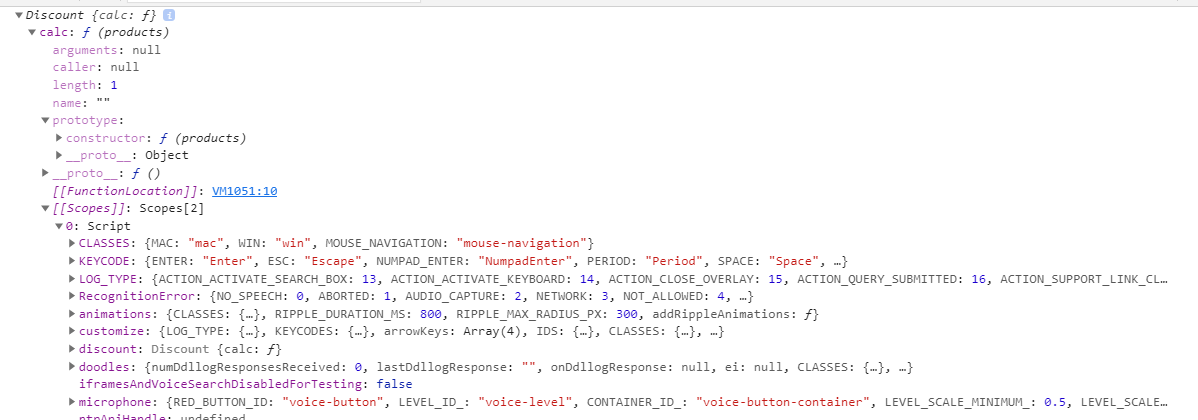 Discount {calc: ƒ} i
calc: ƒ (products)
arguments: null
caller: null
length: 1
name: ""
prototype:
constructor: ƒ (products)
__proto__: Object
__proto__: ƒ ()
[[FunctionLocation]]: VM1051:10
[[Scopes]]: Scopes[2]
0: Script
CLASSES: {MAC: "mac", WIN: "win", MOUSE_NAVIGATION: "mouse-navigation"}
KEYCODE: {ENTER: "Enter", ESC: "Escape", NUMPAD_ENTER: "NumpadEnter", PERIOD: "Period", SPACE: "Space", …}
LOG_TYPE: {ACTION_ACTIVATE_SEARCH_BOX: 13, ACTION_ACTIVATE_KEYBOARD: 14, ACTION_CLOSE_OVERLAY: 15, ACTION_QUERY_SUBMITTED: 16, ACTION_SUPPORT_LINK_CL…
RecognitionError: {NO_SPEECH: 0, ABORTED: 1, AUDIO_CAPTURE: 2, NETWORK: 3, NOT_ALLOWED: 4, …}
animations: {CLASSES: {…}, RIPPLE_DURATION_MS: 800, RIPPLE_MAX_RADIUS_PX: 300, addRippleAnimations: ƒ}
customize: {LOG_TYPE: {…}, KEYCODES: {…}, arrowKeys: Array(4), IDS: {…}, CLASSES: {…}, …}
discount: Discount {calc: ƒ}
doodles: {numDdllogResponsesReceived: 0, lastDdllogResponse: "", onDdllogResponse: null, ei: null, CLASSES: {…}, …}
iframesAndVoiceSearchDisabledForTesting: false
microphone: {RED_BUTTON_ID: "voice-button", LEVEL_ID_: "voice-level", CONTAINER_ID_: "voice-button-container", LEVEL_SCALE_MINIMUM_: 0.5, LEVEL_SCALE…
ntpApiHandle: undefined